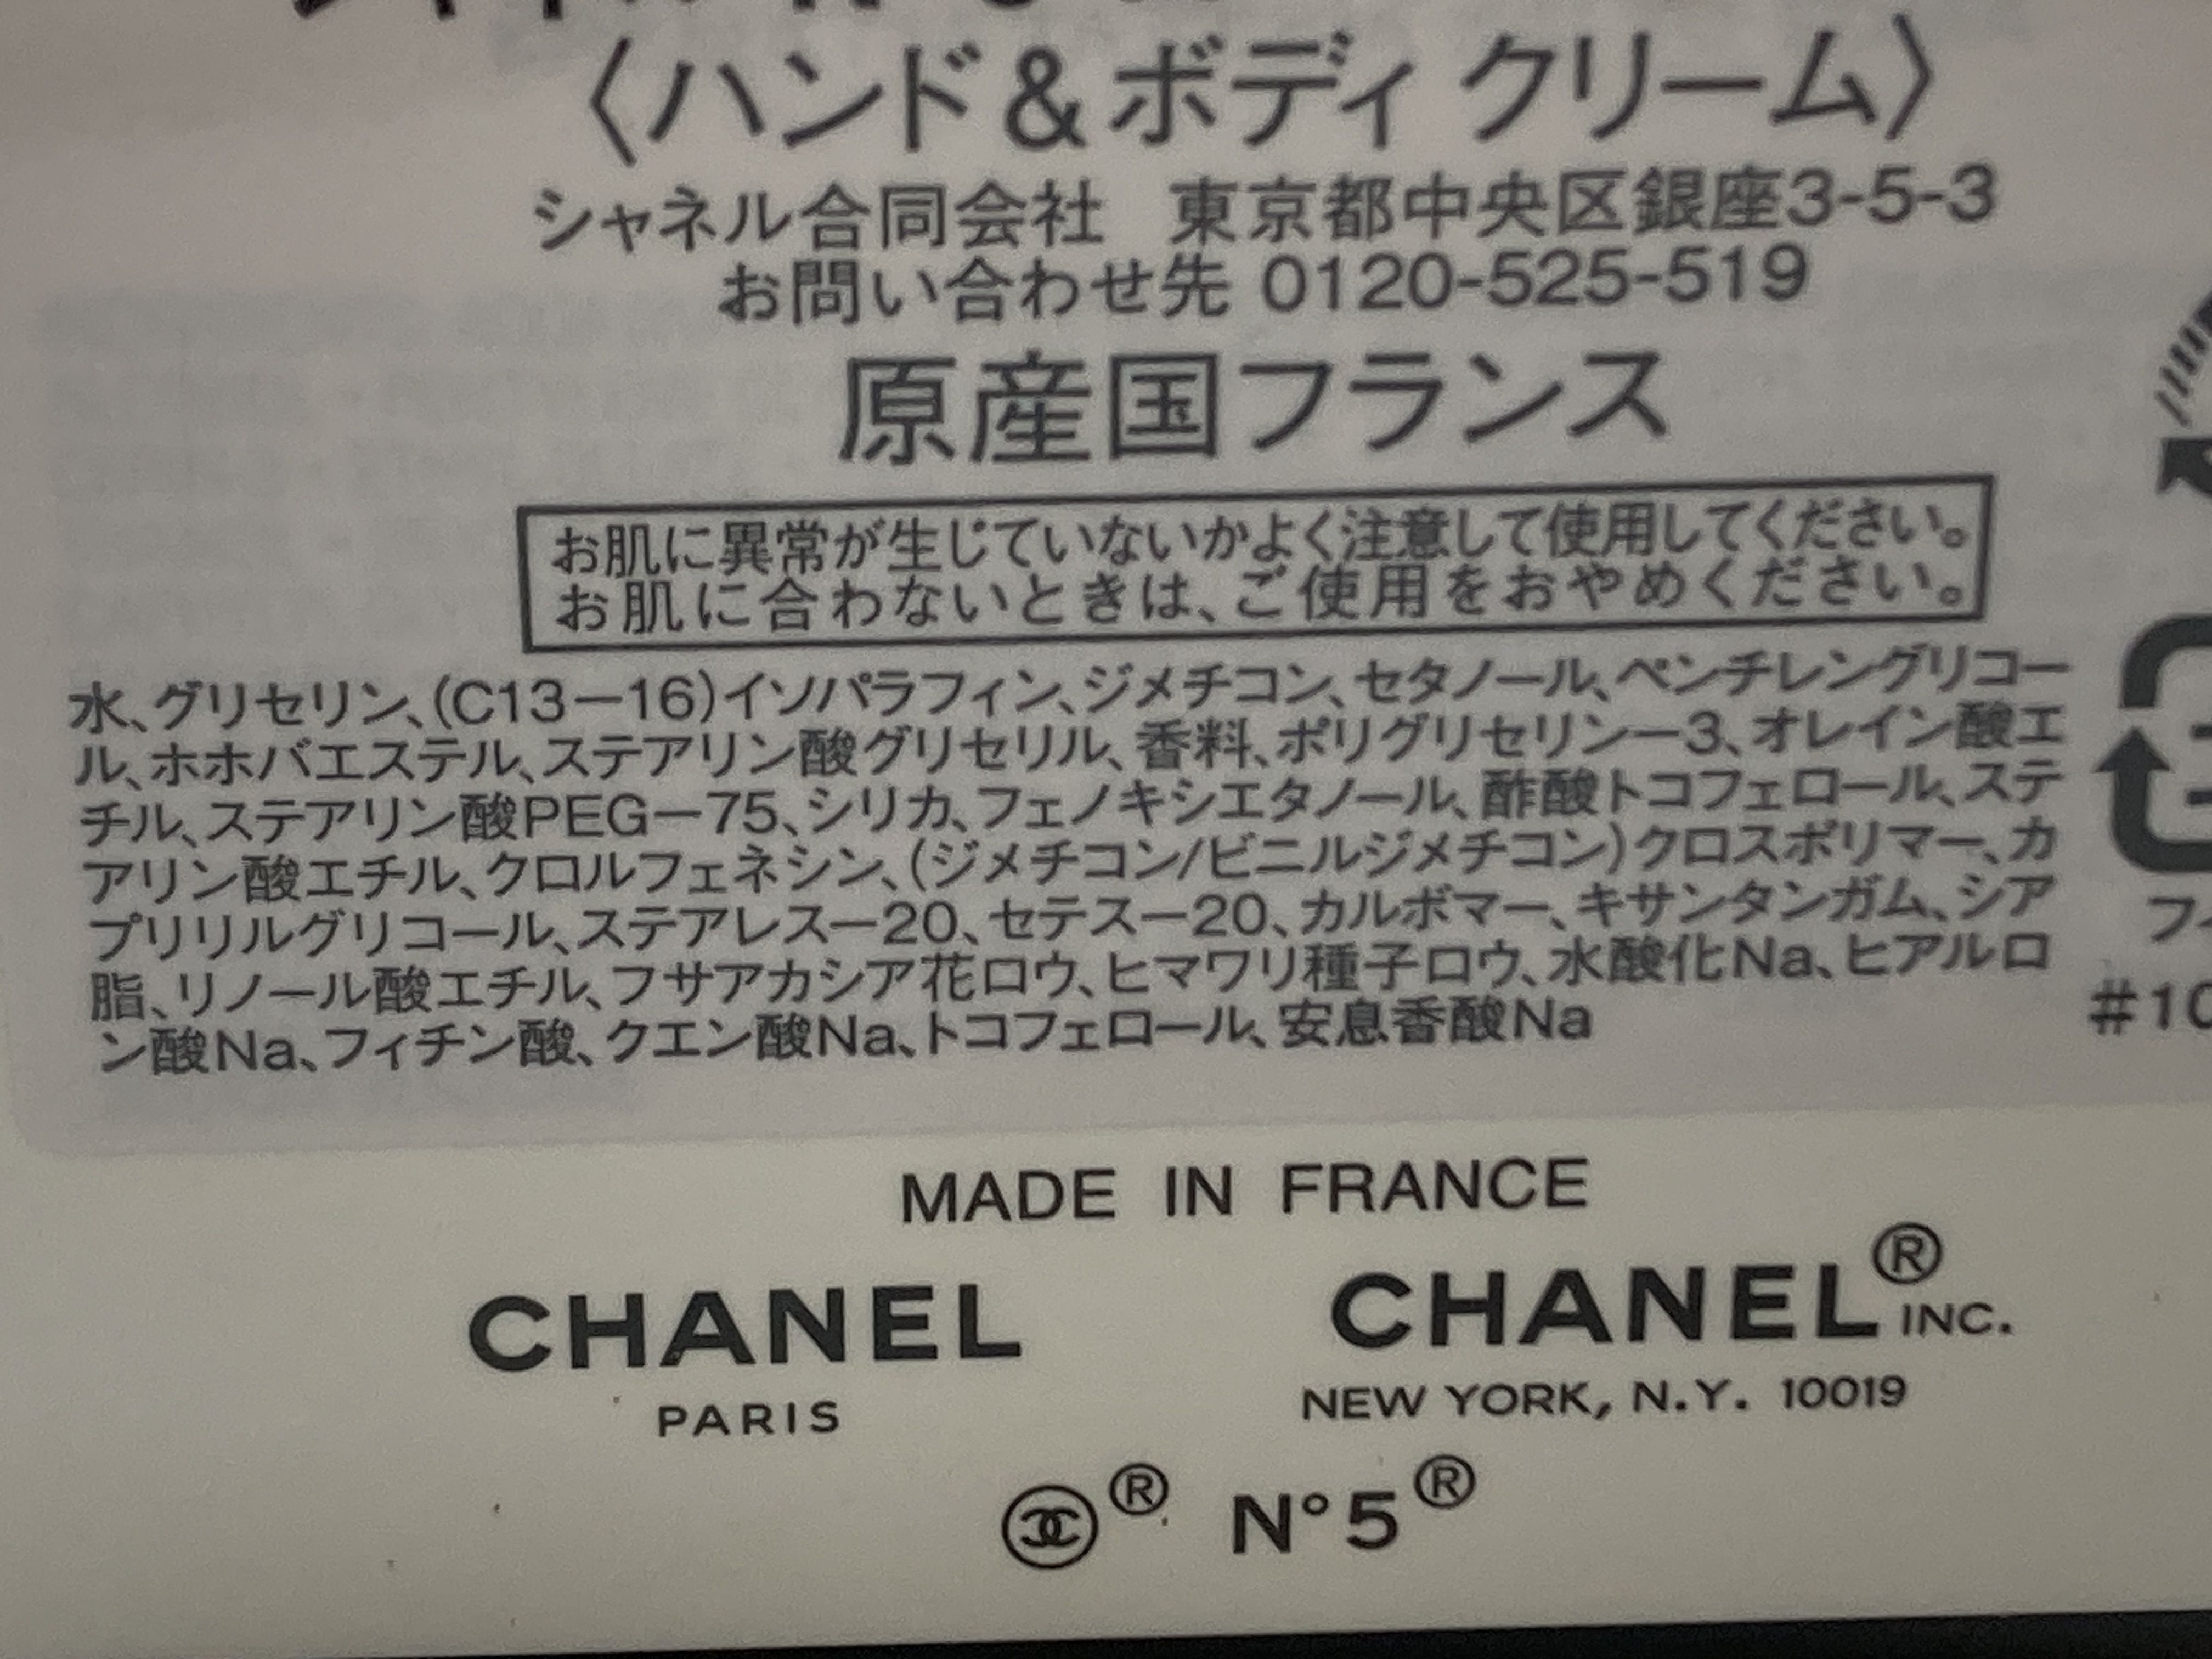 〈ハンド＆ボディ クリーム〉
シャネル合同会社 東京都中央区銀座3-5-3
お問い合わせ先 0120-525-519
原産国フランス
お肌に異常が生じていないかよく注意して使用してください。
お肌に合わないときは、ご使用をおやめください。
水、グリセリン、(C13－16)イソパラフィン、ジメチコン、セタノール、ペンチレングリコー
ル、ホホバエステル、ステアリン酸グリセリル、香料、ポリグリセリン－3、オレイン酸エ
チル、ステアリン酸PEG－75、シリカ、フェノキシエタノール、酢酸トコフェロール、ステ
アリン酸エチル、クロルフェネシン、(ジメチコン/ビニルジメチコン)クロスポリマー、カ
プリリルグリコール、ステアレス－20、セテス－20、カルボマー、キサンタンガム、シア
脂、リノール酸エチル、フサアカシア花ロウ、ヒマワリ種子ロウ、水酸化Na、ヒアルロ
ン酸Na、フィチン酸、クエン酸Na、トコフェロール、安息香酸Na
#10
MADE IN FRANCE
CHANEL
PARIS
CHANEL® INC.
NEW YORK, N.Y. 10019
® N°5®